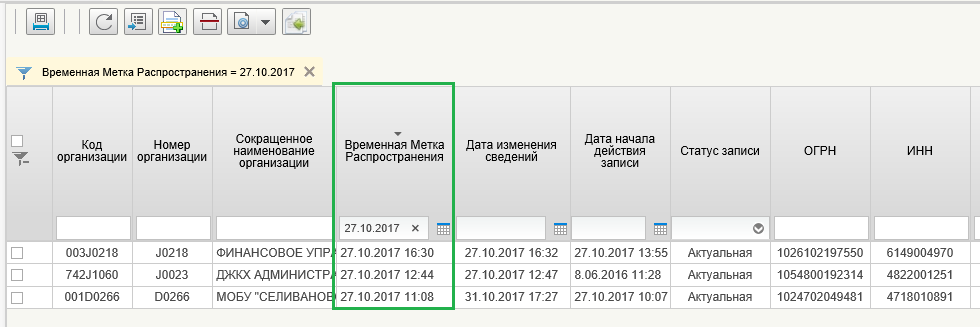 Временная Метка Распространения = 27.10.2017
Код организации
Номер организации
Сокращенное наименование организации
Временная Метка Распространения
Дата изменения сведений
Дата начала действия записи
Статус записи
ОГРН
ИНН
27.10.2017
003J0218 J0218 ФИНАНСОВОЕ УПРА 27.10.2017 16:30 27.10.2017 16:32 27.10.2017 13:55 Актуальная 1026102197550 6149004970
742J1060 J0023 ДЖКХ АДМИНИСТРА 27.10.2017 12:44 27.10.2017 12:47 8.06.2016 11:28 Актуальная 1054800192314 4822001251
001D0266 D0266 МОБУ "СЕЛИВАНОВ 27.10.2017 11:08 31.10.2017 17:27 27.10.2017 10:07 Актуальная 1024702049481 4718010891